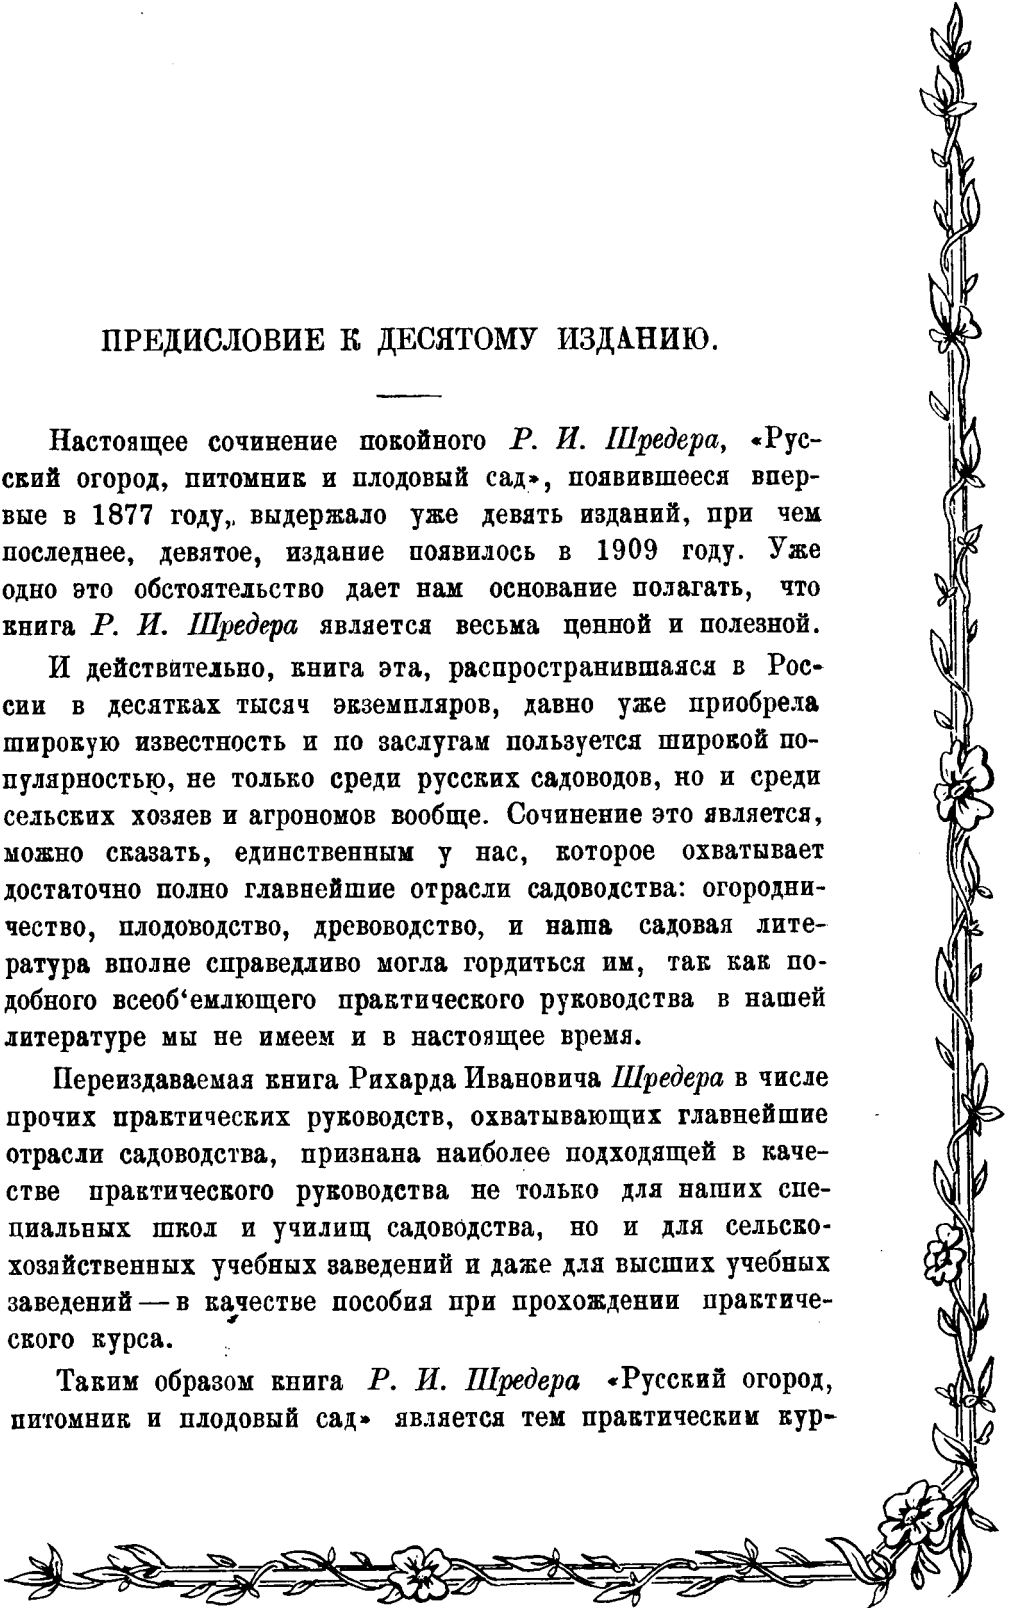 ПРЕДИСЛОВИЕ К ДЕСЯТОМУ ИЗДАНИЮ.
Настоящее сочинение покойного Р. И. Шредера, «Рус-
ский огород, питомник и плодовый сад», появившееся впер-
вые в 1877 году,, выдержало уже девять изданий, при чем
последнее, девятое, издание появилось в 1909 году. Уже
одно это обстоятельство дает нам основание полагать, что
книга Р. И. Шредера является весьма ценной и полезной.
И действительно, книга эта, распространившаяся в Рос-
сии в десятках тысяч экземпляров, давно уже приобрела
широкую известность и по заслугам пользуется широкой по-
пулярностью, не только среди русских садоводов, но и среди
сельских хозяев и агрономов вообще. Сочинение это является,
можно сказать, единственным у нас, которое охватывает
достаточно полно главнейшие отрасли садоводства: огородни-
чество, плодоводство, древоводство, и наша садовая лите-
ратура вполне справедливо могла гордиться им, так как по-
добного всеоб‘емлющего практического руководства в нашей
литературе мы не имеем и в настоящее время.
Переиздаваемая книга Рихарда Ивановича Шредера в числе
прочих практических руководств, охватывающих главнейшие
отрасли садоводства, признана наиболее подходящей в каче-
стве практического руководства не только для наших спе-
циальных школ и училищ садоводства, но и для сельско-
хозяйственных учебных заведений и даже для высших учебных
заведений — в качестве пособия при прохождении практиче-
ского курса.
Таким образом книга Р. И. Шредера «Русский огород,
питомник и плодовый сад» является тем практическим кур-